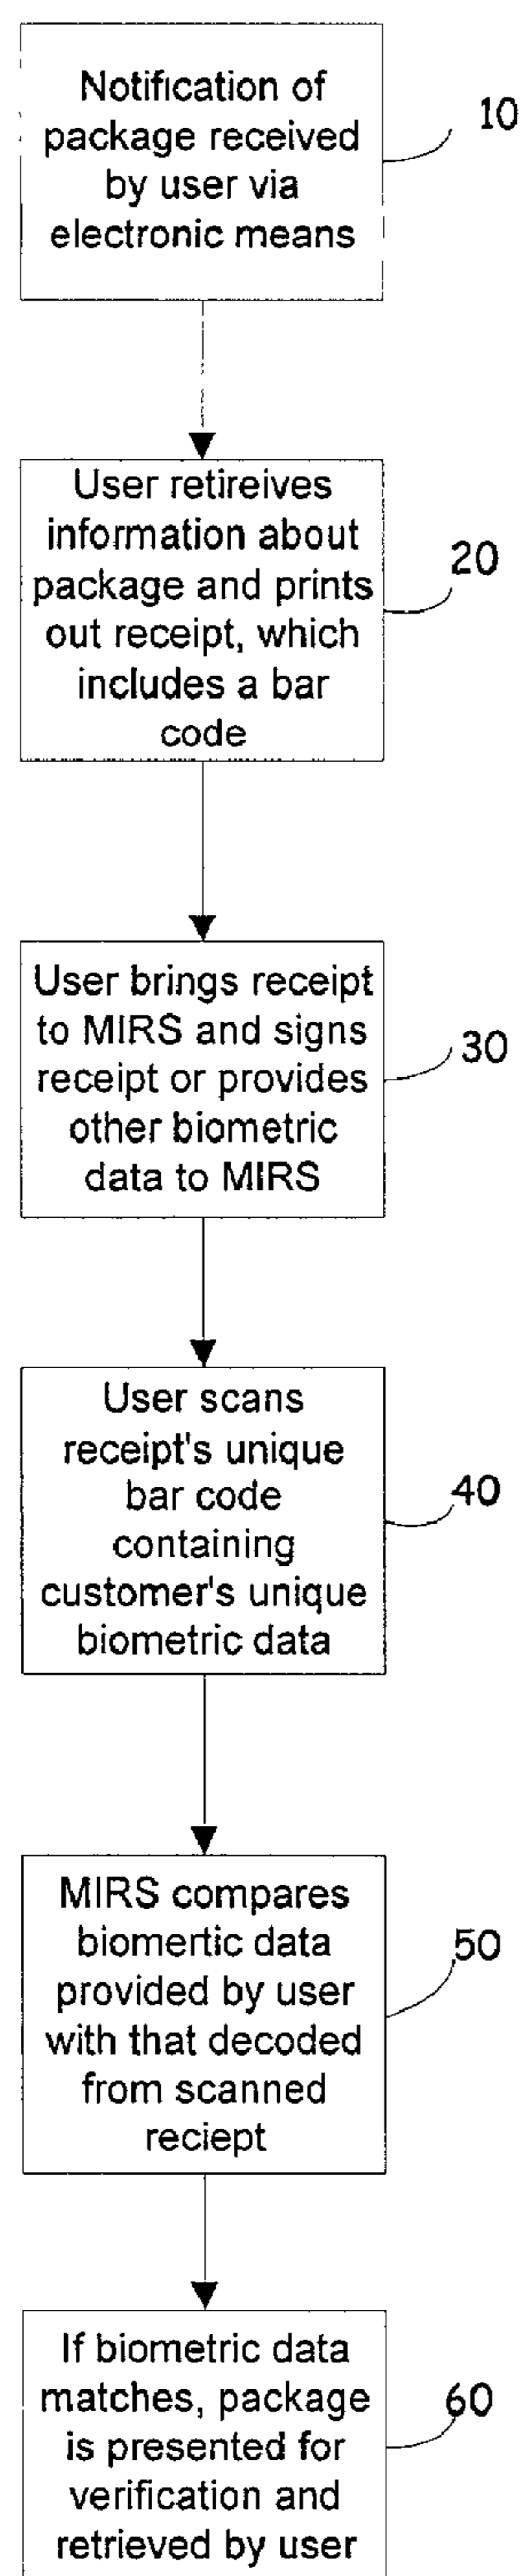 Notification of
package received
by user via
electronic means
10
User retireives
information about
package and prints
out receipt, which
includes a bar
code
20
User brings receipt
to MIRS and signs
receipt or provides
other biometric
data to MIRS
30
User scans
receipt's unique
bar code
containing
customer's unique
biometric data
40
MIRS compares
biomertic data
provided by user
with that decoded
from scanned
reciept
50
If biometric data
matches, package
is presented for
verification and
retrieved by user
60